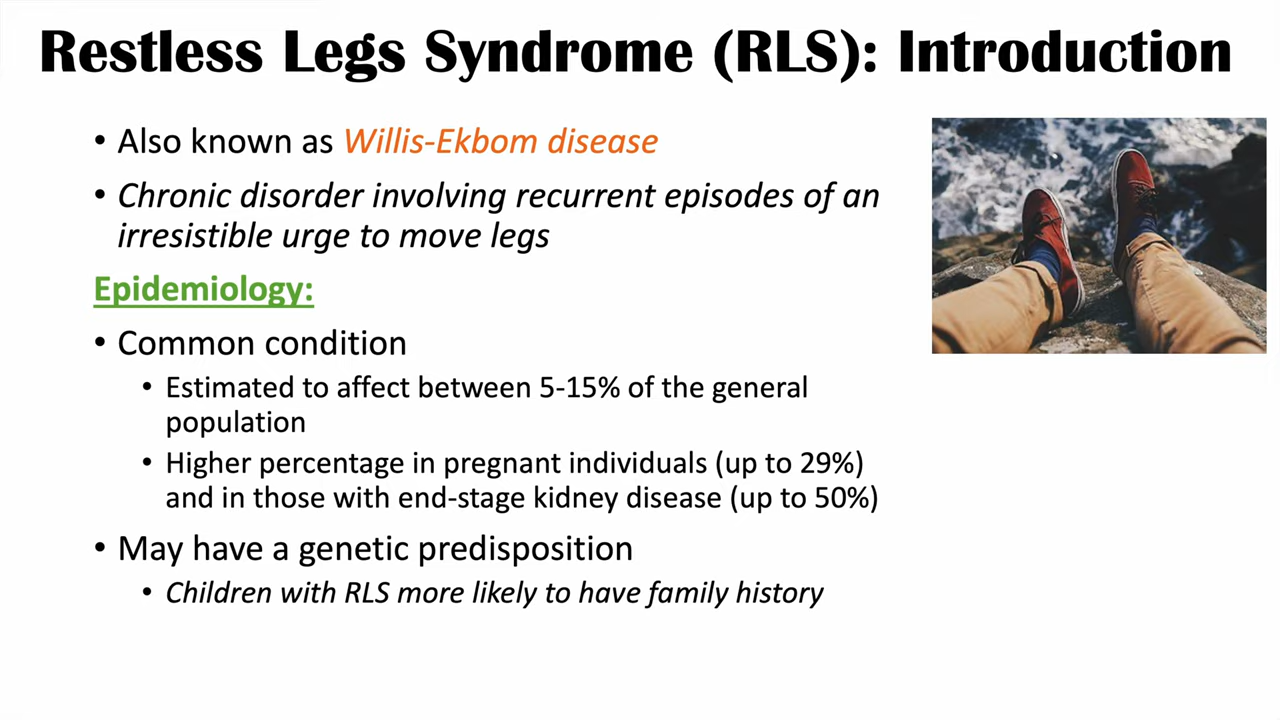 Restless Legs Syndrome (RLS): Introduction
• Also known as Willis-Ekbom disease
• Chronic disorder involving recurrent episodes of an
irresistible urge to move legs
Epidemiology:
• Common condition
• Estimated to affect between 5-15% of the general
population
• Higher percentage in pregnant individuals (up to 29%)
and in those with end-stage kidney disease (up to 50%)
• May have a genetic predisposition
• Children with RLS more likely to have family history